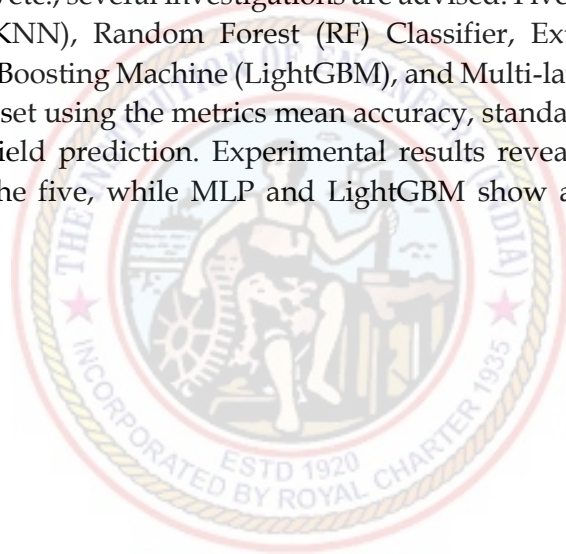 etc., several investigations are advised. Five
KNN), Random Forest (RF) Classifier, Ext
Boosting Machine (LightGBM), and Multi-la
set using the metrics mean accuracy, standa
ield prediction. Experimental results revea
he five, while MLP and LightGBM show a
THE INSTITUTION OF ENGINEERS (INDIA)
INCORPORATED BY ROYAL CHARTER 1935
ESTD 1920